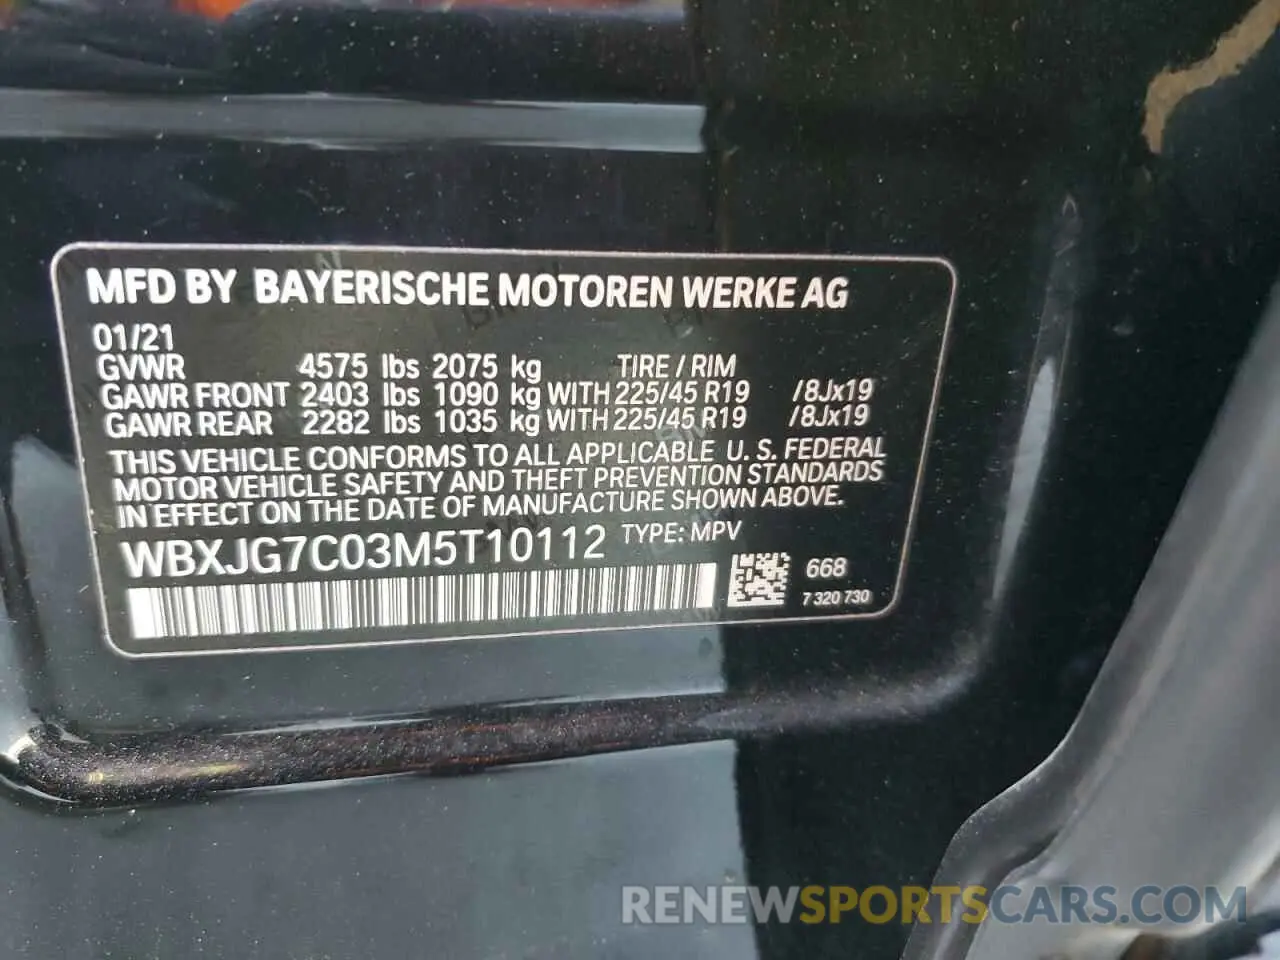 MFD BY BAYERISCHE MOTOREN WERKE AG
01/21
GVWR 4575 lbs 2075 kg TIRE / RIM
GAWR FRONT 2403 lbs 1090 kg WITH 225/45 R19 /8Jx19
GAWR REAR 2282 lbs 1035 kg WITH 225/45 R19 /8Jx19
THIS VEHICLE CONFORMS TO ALL APPLICABLE U. S. FEDERAL
MOTOR VEHICLE SAFETY AND THEFT PREVENTION STANDARDS
IN EFFECT ON THE DATE OF MANUFACTURE SHOWN ABOVE.
WBXJG7C03M5T10112 TYPE: MPV
668
7 320 730
RENEWSPORTSCARS.COM